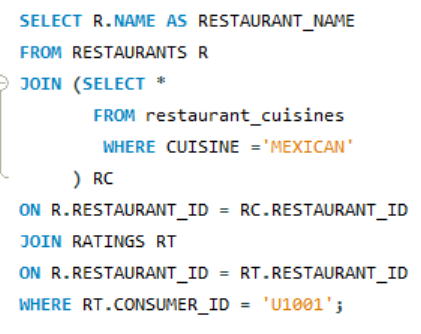 SELECT R.NAME AS RESTAURANT_NAME
FROM RESTAURANTS R
JOIN (SELECT *
FROM restaurant_cuisines
WHERE CUISINE ='MEXICAN'
) RC
ON R.RESTAURANT_ID = RC.RESTAURANT_ID
JOIN RATINGS RT
ON R.RESTAURANT_ID = RT.RESTAURANT_ID
WHERE RT.CONSUMER_ID = 'U1001';